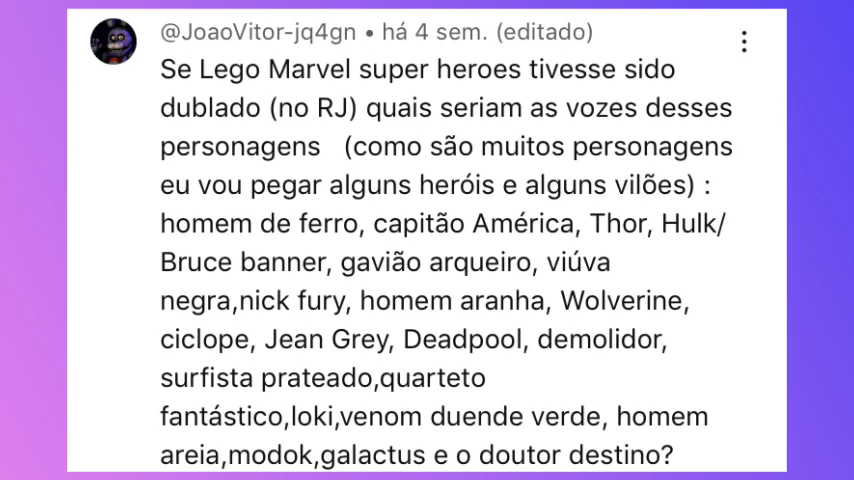 @JoaoVitor-jq4gn • há 4 sem. (editado)
Se Lego Marvel super heroes tivesse sido
dublado (no RJ) quais seriam as vozes desses
personagens (como são muitos personagens
eu vou pegar alguns heróis e alguns vilões) :
homem de ferro, capitão América, Thor, Hulk/
Bruce banner, gavião arqueiro, viúva
negra,nick fury, homem aranha, Wolverine,
ciclope, Jean Grey, Deadpool, demolidor,
surfista prateado,quarteto
fantástico,loki,venom duende verde, homem
areia,modok,galactus e o doutor destino?